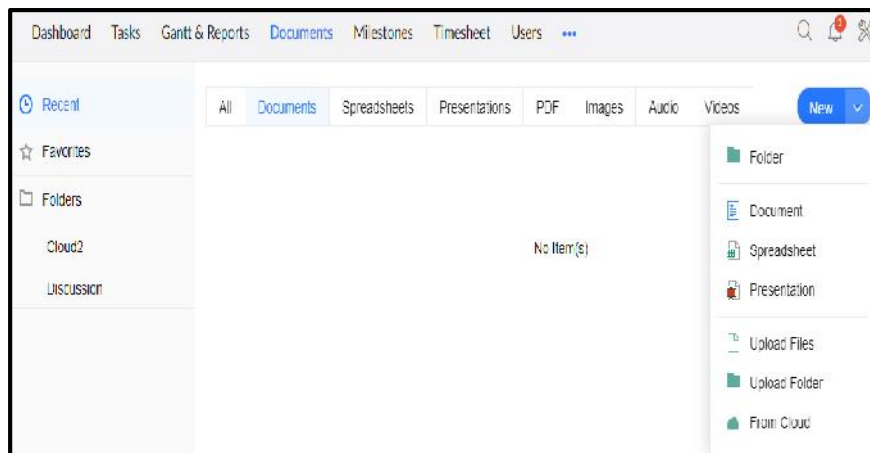 Dashboard Tasks Gantt & Reports Documents Milestones Timesheet Users •••
Recent
Favorites
Folders
Cloud2
Discussion
All Documents Spreadsheets Presentations PDF Images Audio Videos New
No Item(s)
Folder
Document
Spreadsheet
Presentation
Upload Files
Upload Folder
From Cloud